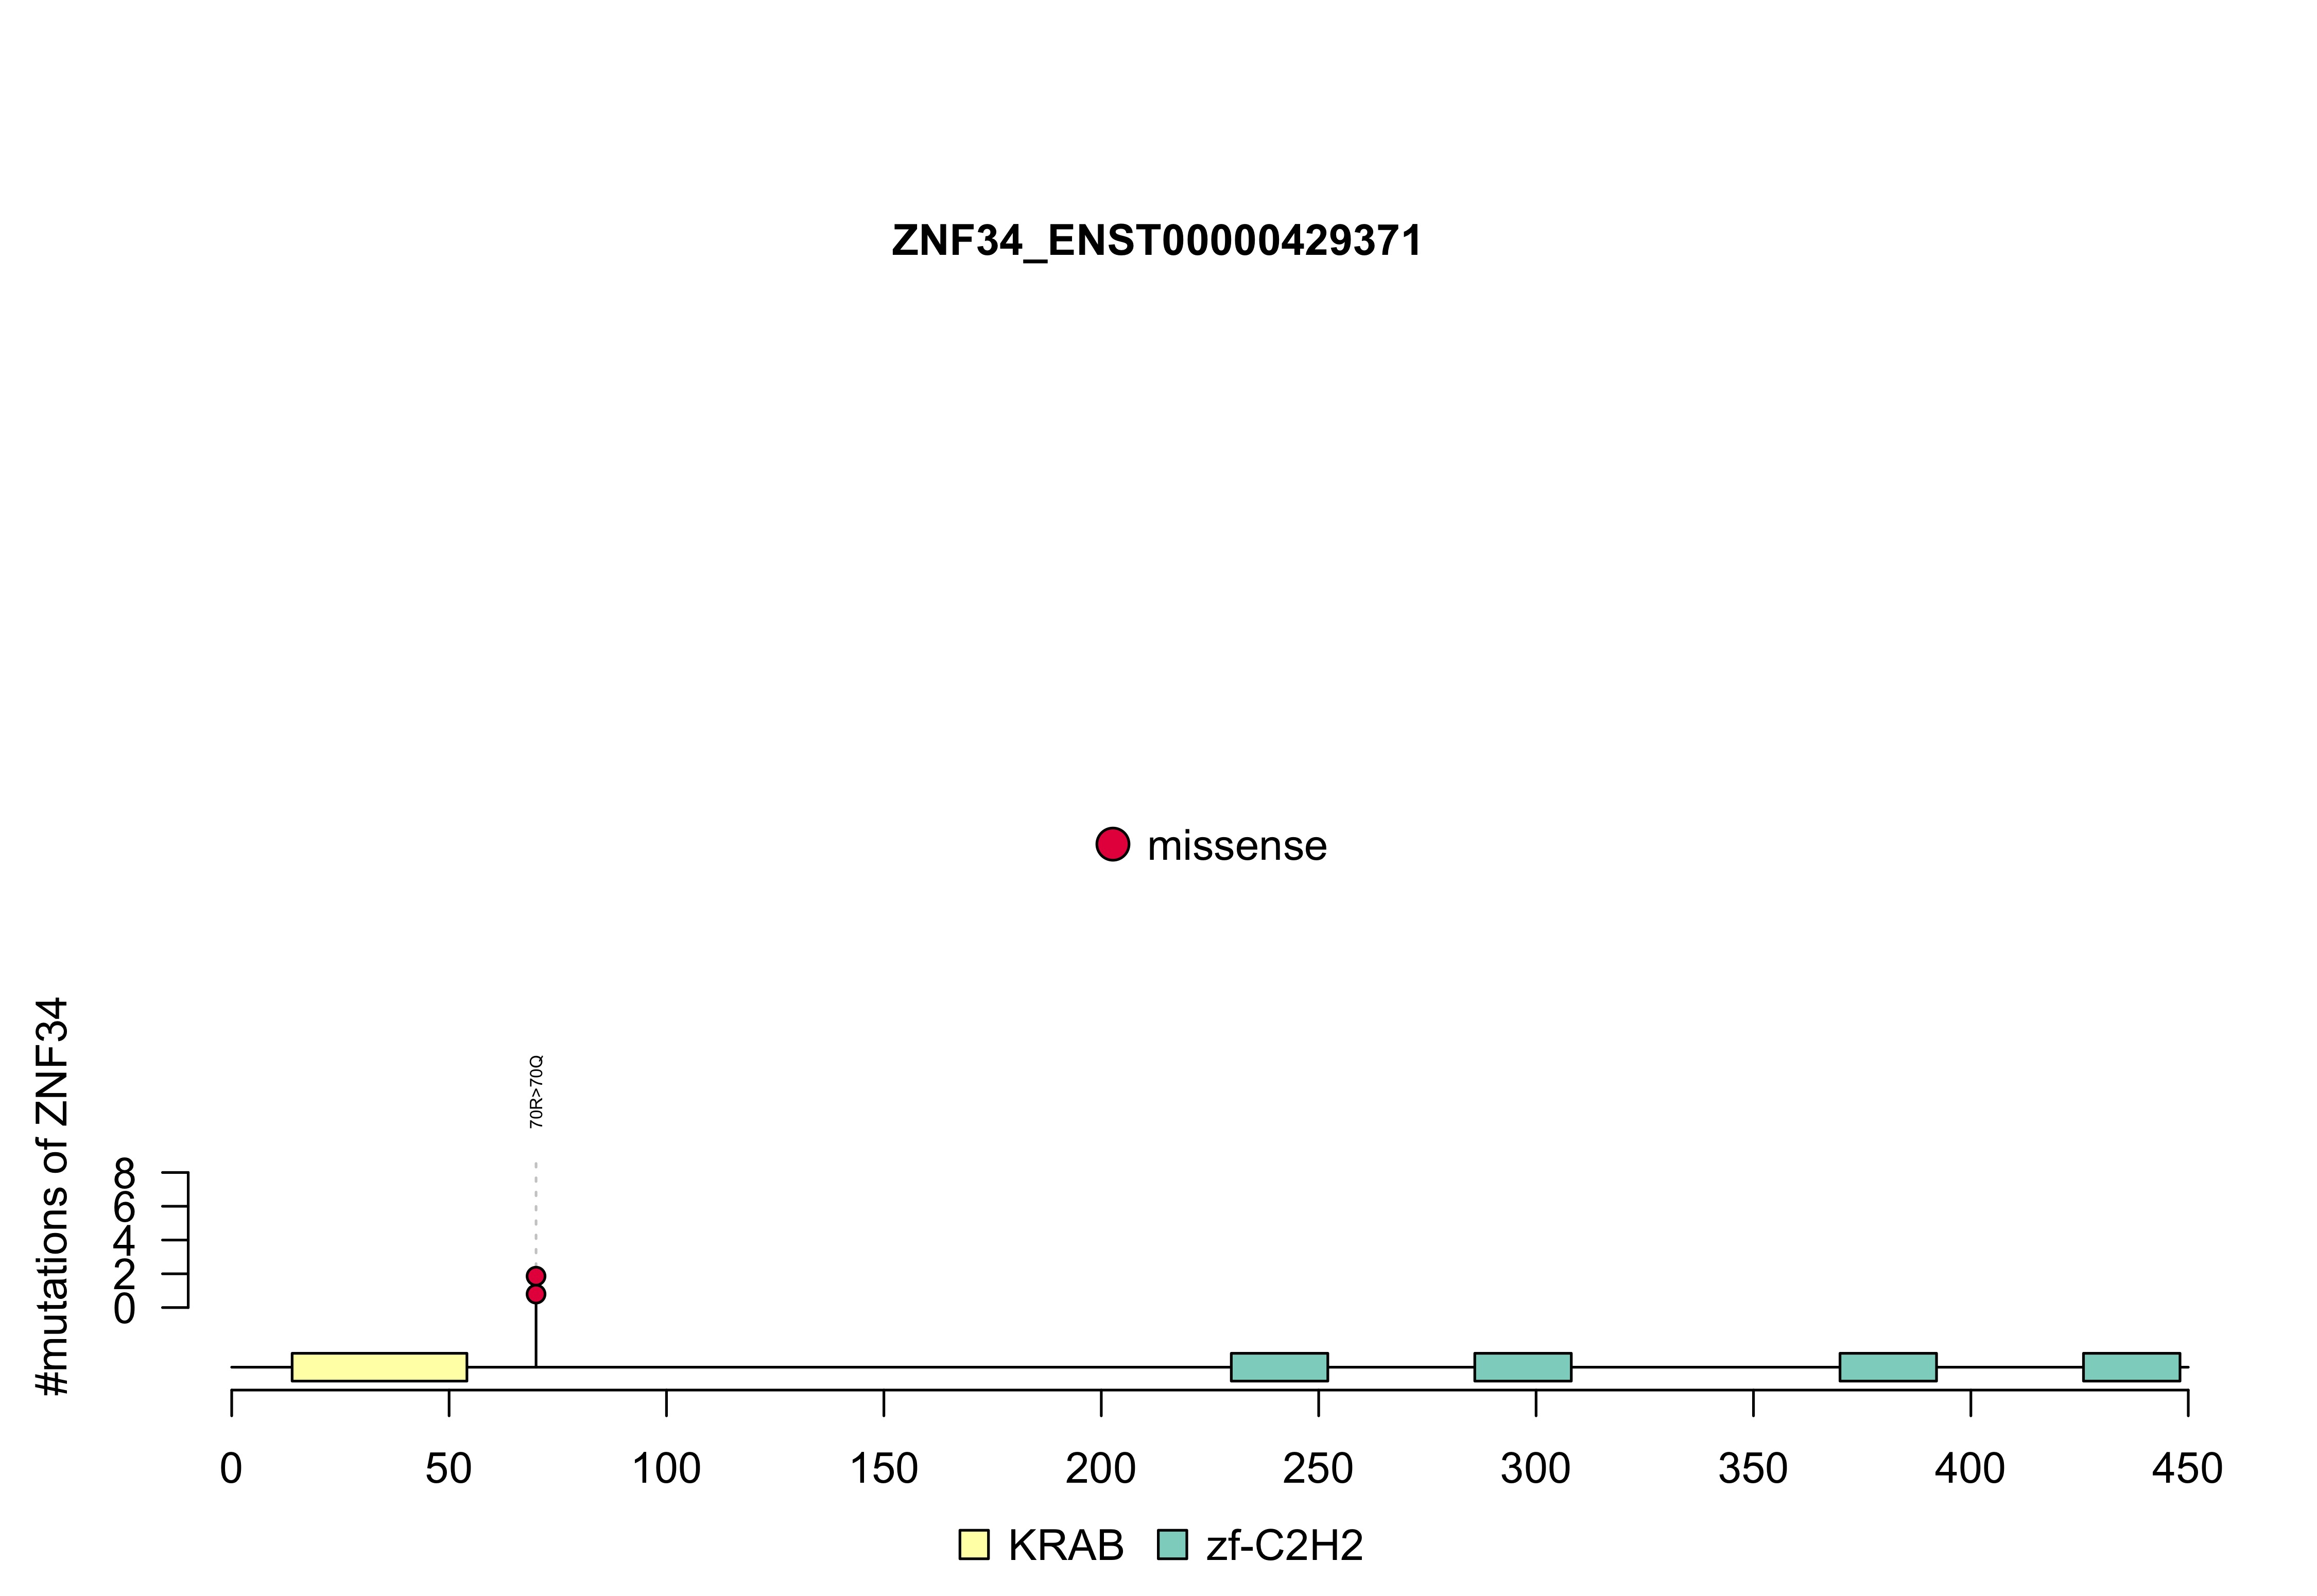 ZNF34_ENST00000429371
missense
#mutations of ZNF34
70R>70Q
8
6
4
2
0
0 50 100 150 200 250 300 350 400 450
KRAB zf-C2H2